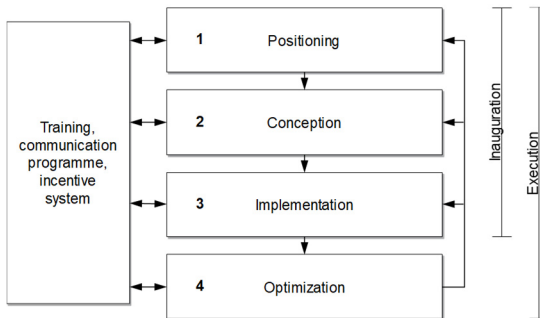 1 Positioning
2 Conception
3 Implementation
4 Optimization
Training,
communication
programme,
incentive
system
Inauguration
Execution